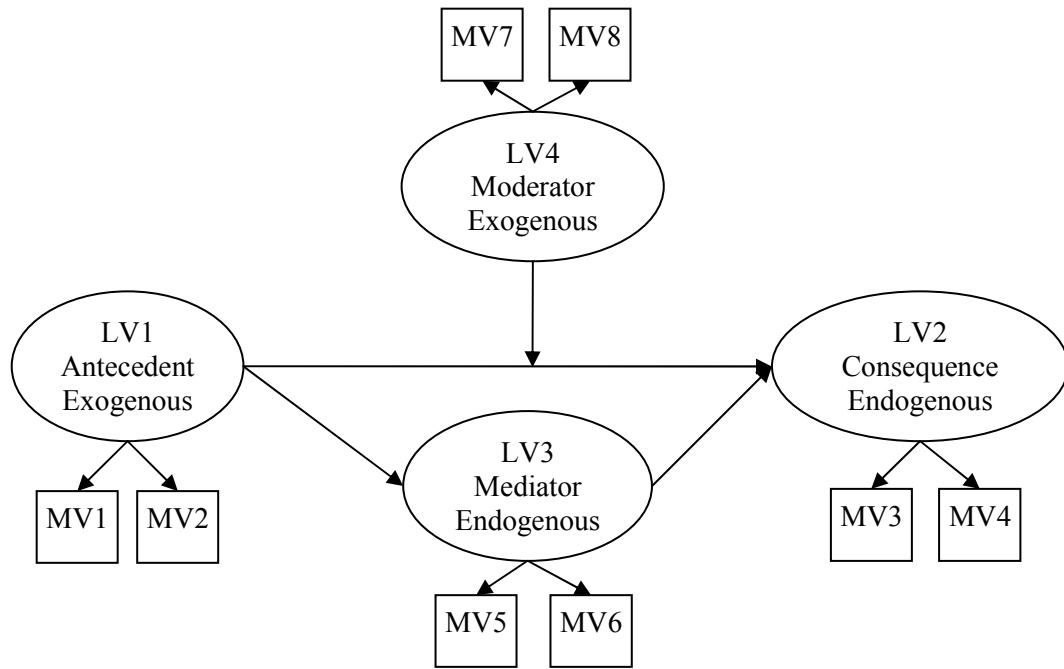 MV7
MV8
LV4
Moderator
Exogenous
LV1
Antecedent
Exogenous
LV2
Consequence
Endogenous
LV3
Mediator
Endogenous
MV1
MV2
MV3
MV4
MV5
MV6